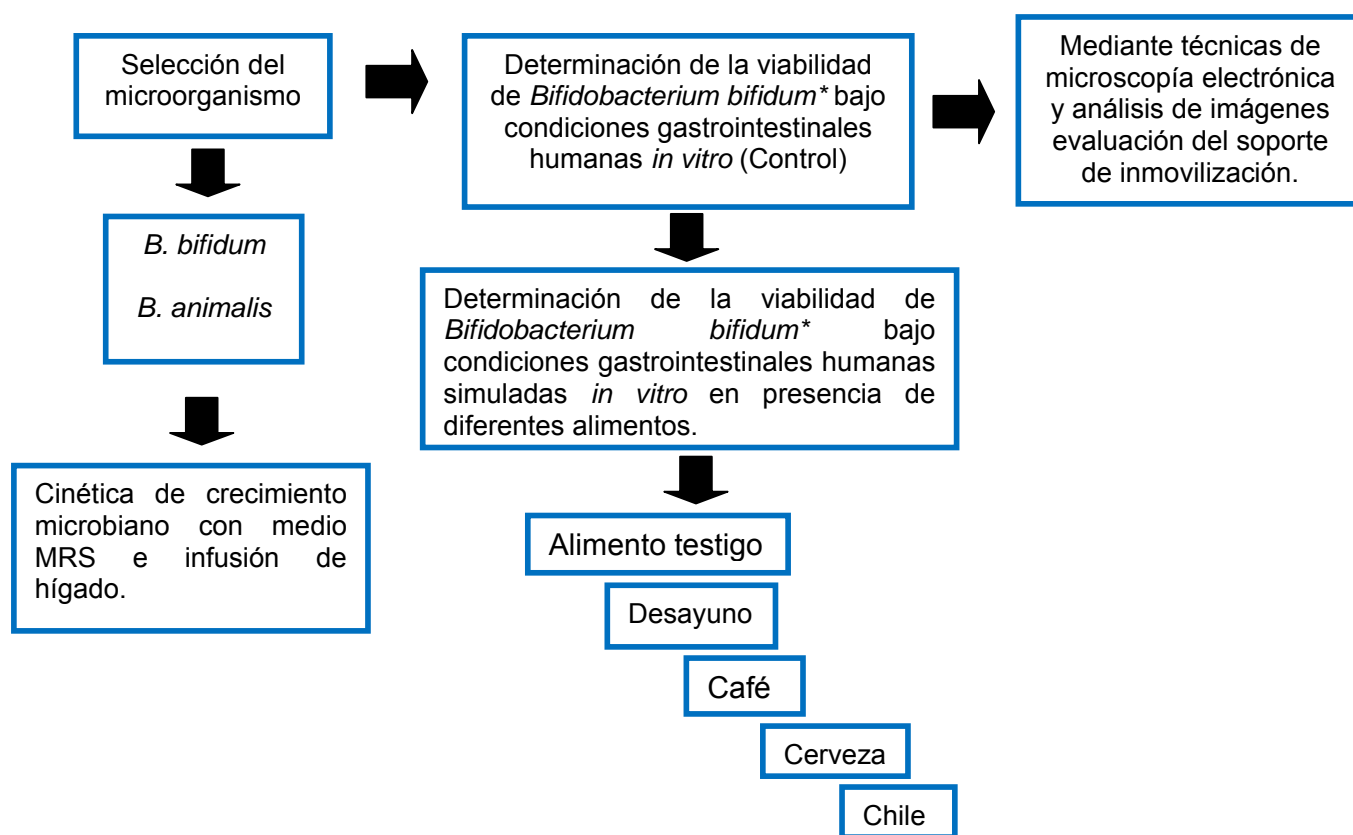 Selección del
microorganismo
Determinación de la viabilidad
de Bifidobacterium bifidum* bajo
condiciones gastrointestinales
humanas in vitro (Control)
Mediante técnicas de
microscopía electrónica
y análisis de imágenes
evaluación del soporte
de inmovilización.
B. bifidum
B. animalis
Determinación de la viabilidad de
Bifidobacterium bifidum* bajo
condiciones gastrointestinales humanas
simuladas in vitro en presencia de
diferentes alimentos.
Cinética de crecimiento
microbiano con medio
MRS e infusión de
hígado.
Alimento testigo
Desayuno
Café
Cerveza
Chile